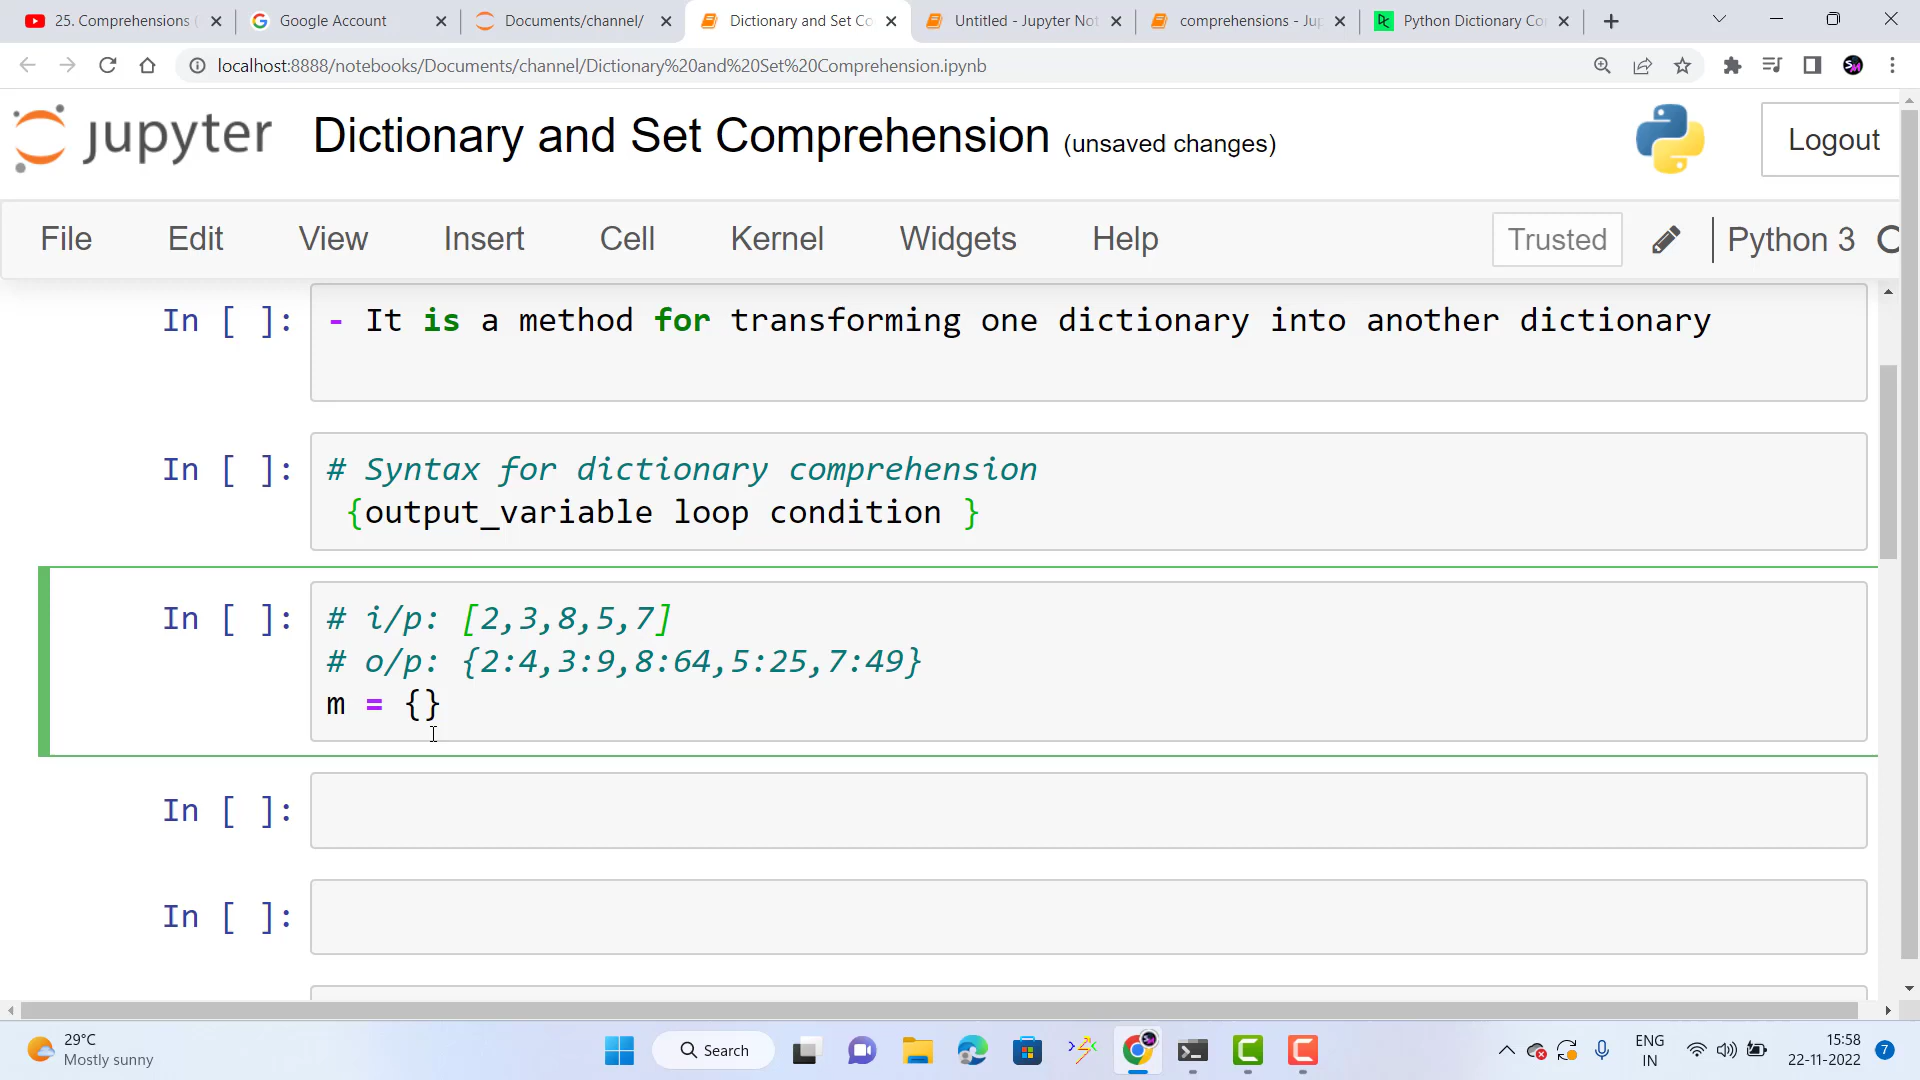 25. Comprehensions (
Google Account
Documents/channel/
Dictionary and Set Co
Untitled - Jupyter Not
comprehensions - Jup
Python Dictionary Co
localhost:8888/notebooks/Documents/channel/Dictionary%20and%20Set%20Comprehension.ipynb
jupyter
Dictionary and Set Comprehension (unsaved changes)
Logout
File Edit View Insert Cell Kernel Widgets Help
Trusted
Python 3
In [ ]: - It is a method for transforming one dictionary into another dictionary
In [ ]: # Syntax for dictionary comprehension
{output_variable loop condition }
In [ ]: # i/p: [2,3,8,5,7]
# o/p: {2:4,3:9,8:64,5:25,7:49}
m = {}
In [ ]:
In [ ]:
29°C
Mostly sunny
Search
ENG
IN
15:58
22-11-2022
7